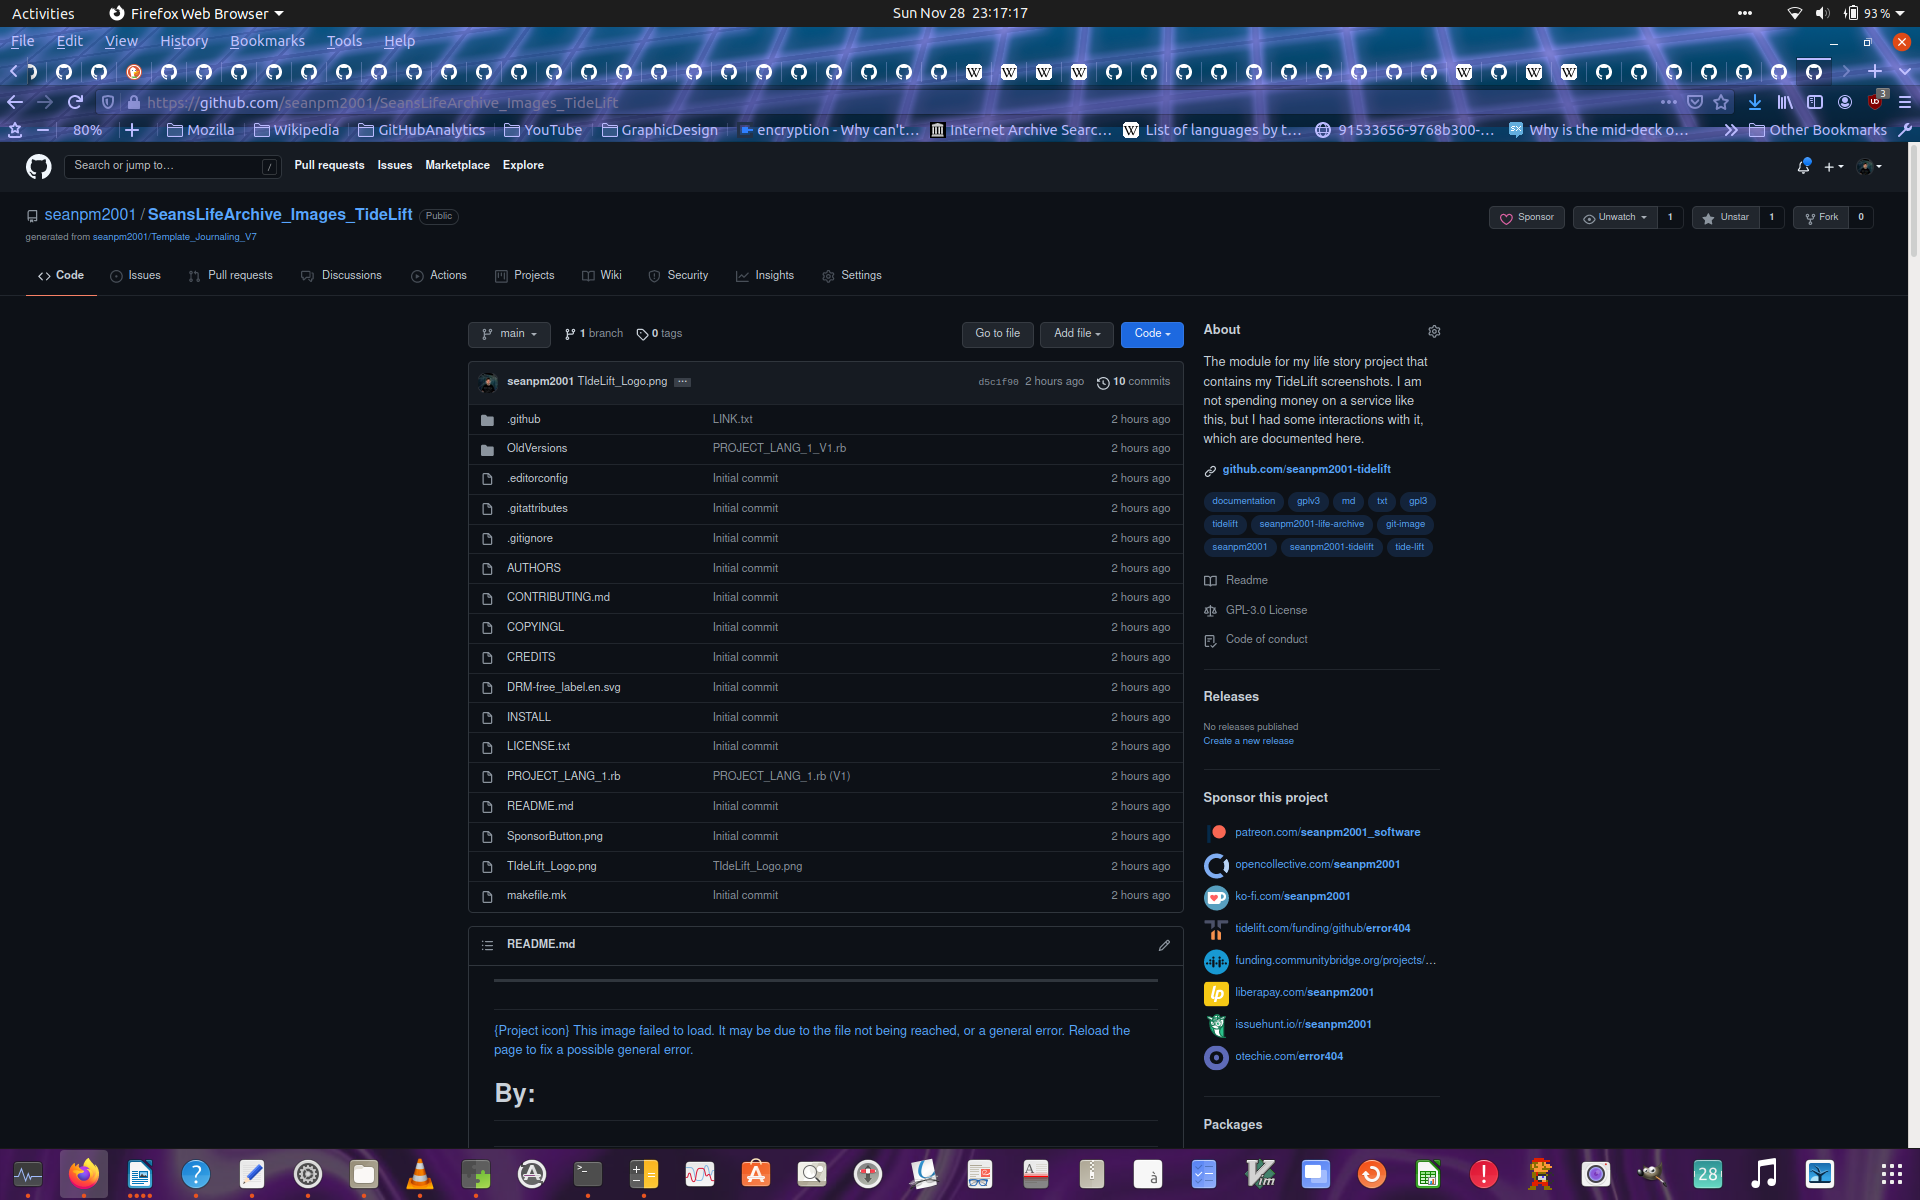 Activities Firefox Web Browser Sun Nov 28 23:17:17 93 %
File Edit View History Bookmarks Tools Help
https://github.com/seanpm2001/SeansLifeArchive_Images_TideLift 3
80% Mozilla Wikipedia GitHubAnalytics YouTube GraphicDesign encryption - Why can't... Internet Archive Searc... List of languages by t... 91533656-9768b300-... Why is the mid-deck o... Other Bookmarks
Search or jump to... / Pull requests Issues Marketplace Explore
seanpm2001 / SeansLifeArchive_Images_TideLift Public Sponsor Unwatch 1 Unstar 1 Fork 0
generated from seanpm2001/Template_Journaling_V7
Code Issues Pull requests Discussions Actions Projects Wiki Security Insights Settings
main 1 branch 0 tags Go to file Add file Code
seanpm2001 TIdeLift_Logo.png ... d5c1f90 2 hours ago 10 commits
.github LINK.txt 2 hours ago
OldVersions PROJECT_LANG_1_V1.rb 2 hours ago
.editorconfig Initial commit 2 hours ago
.gitattributes Initial commit 2 hours ago
.gitignore Initial commit 2 hours ago
AUTHORS Initial commit 2 hours ago
CONTRIBUTING.md Initial commit 2 hours ago
COPYINGL Initial commit 2 hours ago
CREDITS Initial commit 2 hours ago
DRM-free_label.en.svg Initial commit 2 hours ago
INSTALL Initial commit 2 hours ago
LICENSE.txt Initial commit 2 hours ago
PROJECT_LANG_1.rb PROJECT_LANG_1.rb (V1) 2 hours ago
README.md Initial commit 2 hours ago
SponsorButton.png Initial commit 2 hours ago
TIdeLift_Logo.png TIdeLift_Logo.png 2 hours ago
makefile.mk Initial commit 2 hours ago
README.md
{Project icon} This image failed to load. It may be due to the file not being reached, or a general error. Reload the
page to fix a possible general error.
By:
About
The module for my life story project that
contains my TideLift screenshots. I am
not spending money on a service like
this, but I had some interactions with it,
which are documented here.
github.com/seanpm2001-tidelift
documentation gplv3 md txt gpl3
tidelift seanpm2001-life-archive git-image
seanpm2001 seanpm2001-tidelift tide-lift
Readme
GPL-3.0 License
Code of conduct
Releases
No releases published
Create a new release
Sponsor this project
patreon.com/seanpm2001_software
opencollective.com/seanpm2001
ko-fi.com/seanpm2001
tidelift.com/funding/github/error404
funding.communitybridge.org/projects/...
lp liberapay.com/seanpm2001
issuehunt.io/r/seanpm2001
otechie.com/error404
Packages
28